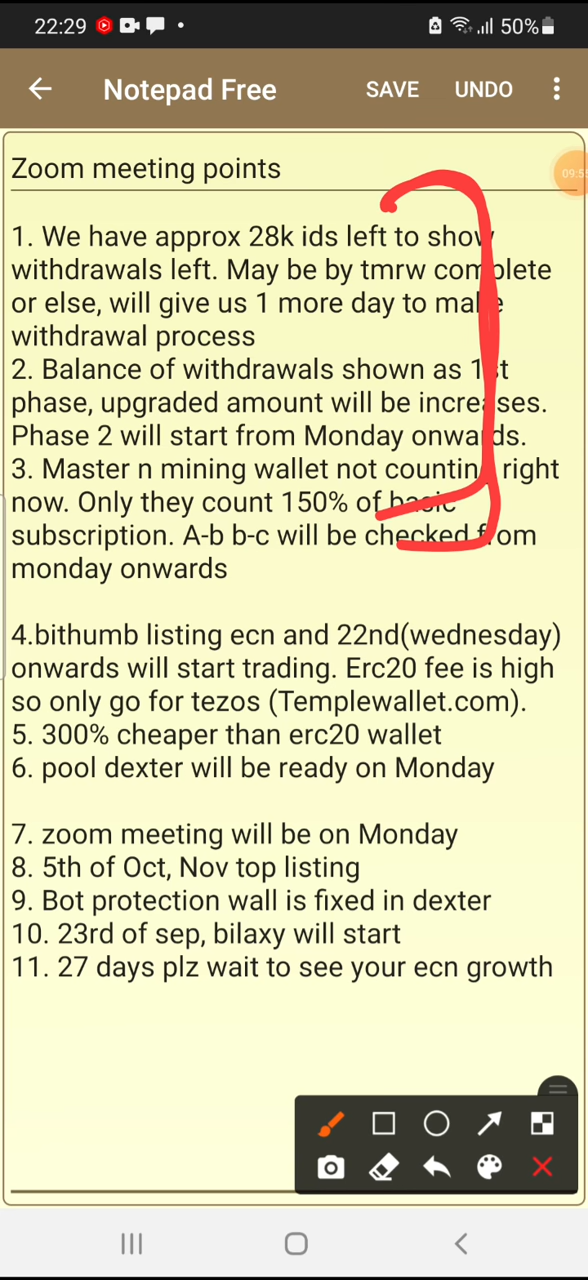 22:29
50%
Notepad Free
SAVE UNDO
Zoom meeting points
1. We have approx 28k ids left to show
withdrawals left. May be by tmrw complete
or else, will give us 1 more day to make
withdrawal process
2. Balance of withdrawals shown as 1st
phase, upgraded amount will be increases.
Phase 2 will start from Monday onwards.
3. Master n mining wallet not counting right
now. Only they count 150% of basic
subscription. A-b b-c will be checked from
monday onwards
4.bithumb listing ecn and 22nd(wednesday)
onwards will start trading. Erc20 fee is high
so only go for tezos (Templewallet.com).
5. 300% cheaper than erc20 wallet
6. pool dexter will be ready on Monday
7. zoom meeting will be on Monday
8. 5th of Oct, Nov top listing
9. Bot protection wall is fixed in dexter
10. 23rd of sep, bilaxy will start
11. 27 days plz wait to see your ecn growth